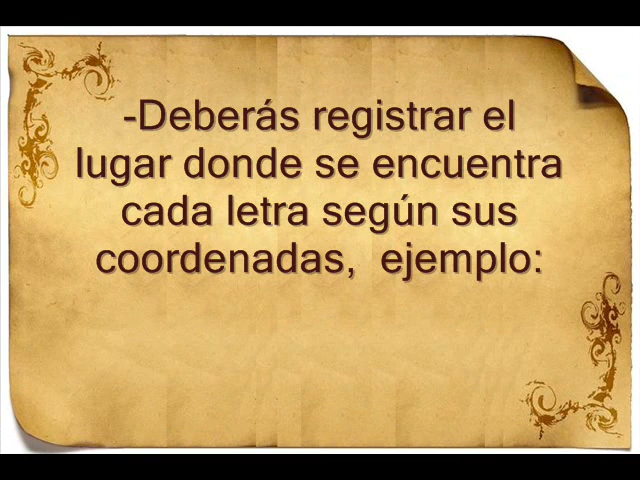 -Deberás registrar el
lugar donde se encuentra
cada letra según sus
coordenadas,  ejemplo: